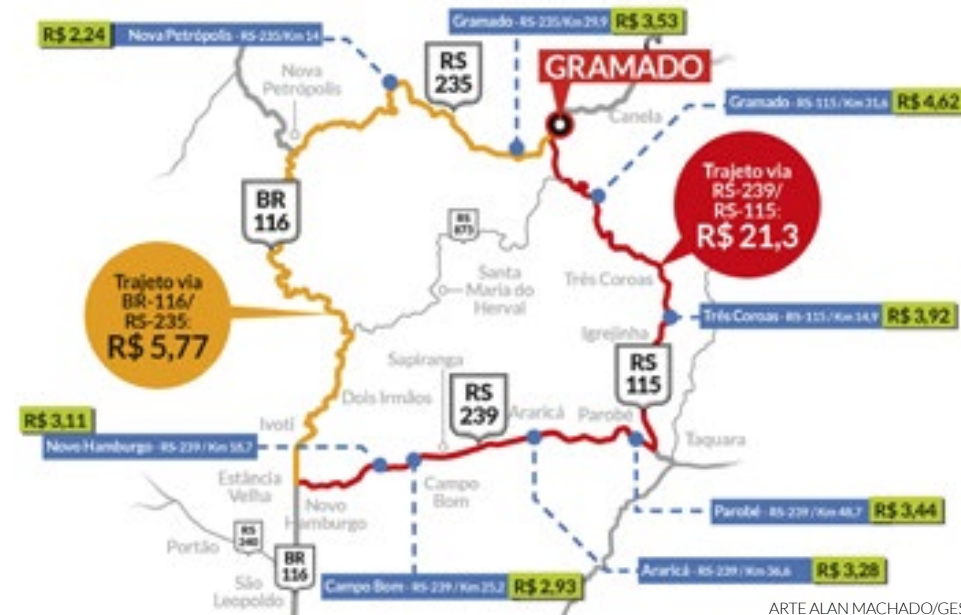 R$ 2,24 Nova Petrópolis - RS-235/Km 14
Gramado - RS-235/Km 29,9 R$ 3,53
RS
235
GRAMADO
Nova
Petrópolis
Canela
Gramado - RS-115 / Km 31,6 R$ 4,62
BR
116
Trajeto via
RS-239/
RS-115:
R$ 21,3
RS
873
Santa
Maria do
Herval
Três Coroas
Trajeto via
BR-116/
RS-235:
R$ 5,77
Três Coroas - RS-115 / Km 14,9 R$ 3,92
Igrejinha
RS
115
Sapiranga
Dois Irmãos
RS
239
Araricá
Parobé
R$ 3,11
Novo Hamburgo - RS-239 / Km 18,7
Ivoti
Taquara
Estância
Velha
Novo
Hamburgo
Campo
Bom
Parobé - RS-239 / Km 48,7 R$ 3,44
Portão
RS
240
BR
116
São
Leopoldo
Campo Bom - RS-239 / Km 25,2 R$ 2,93
Araricá - RS-239 / Km 36,6 R$ 3,28
ARTE ALAN MACHADO/GES